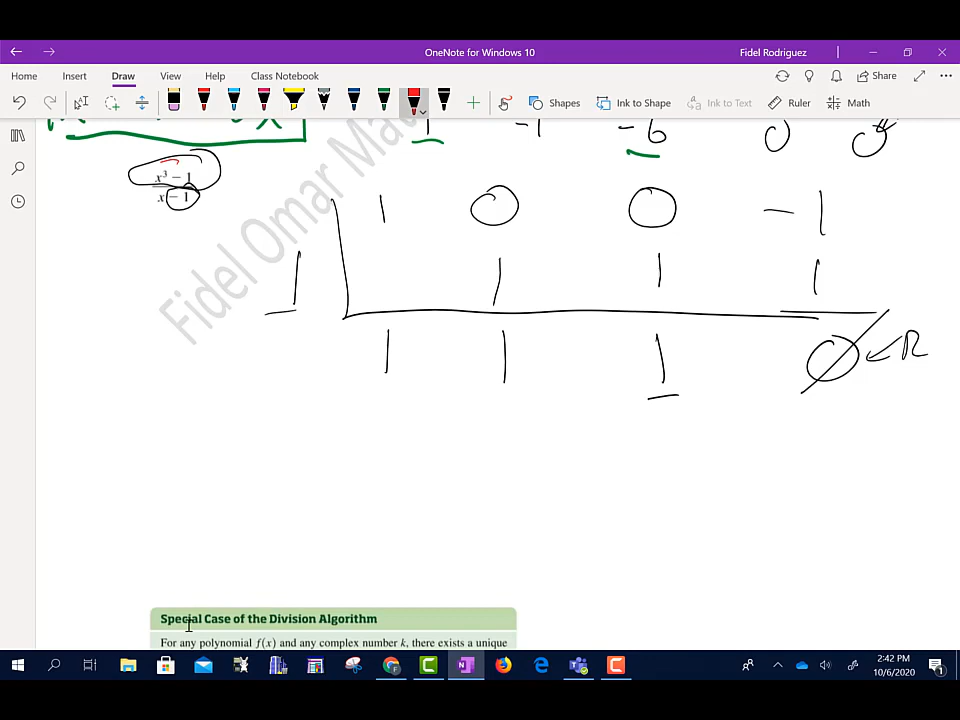 OneNote for Windows 10
Fidel Rodriguez
Home Insert Draw View Help Class Notebook Share
Shapes Ink to Shape Ink to Text Ruler Math
1 -1 -6 0
Fidel Omar Ma
x³ − 1
x − 1
1 0 0 -1
1 1 1 1
1 1 1 0 ← R
Special Case of the Division Algorithm
For any polynomial f(x) and any complex number k, there exists a unique
2:42 PM
10/6/2020